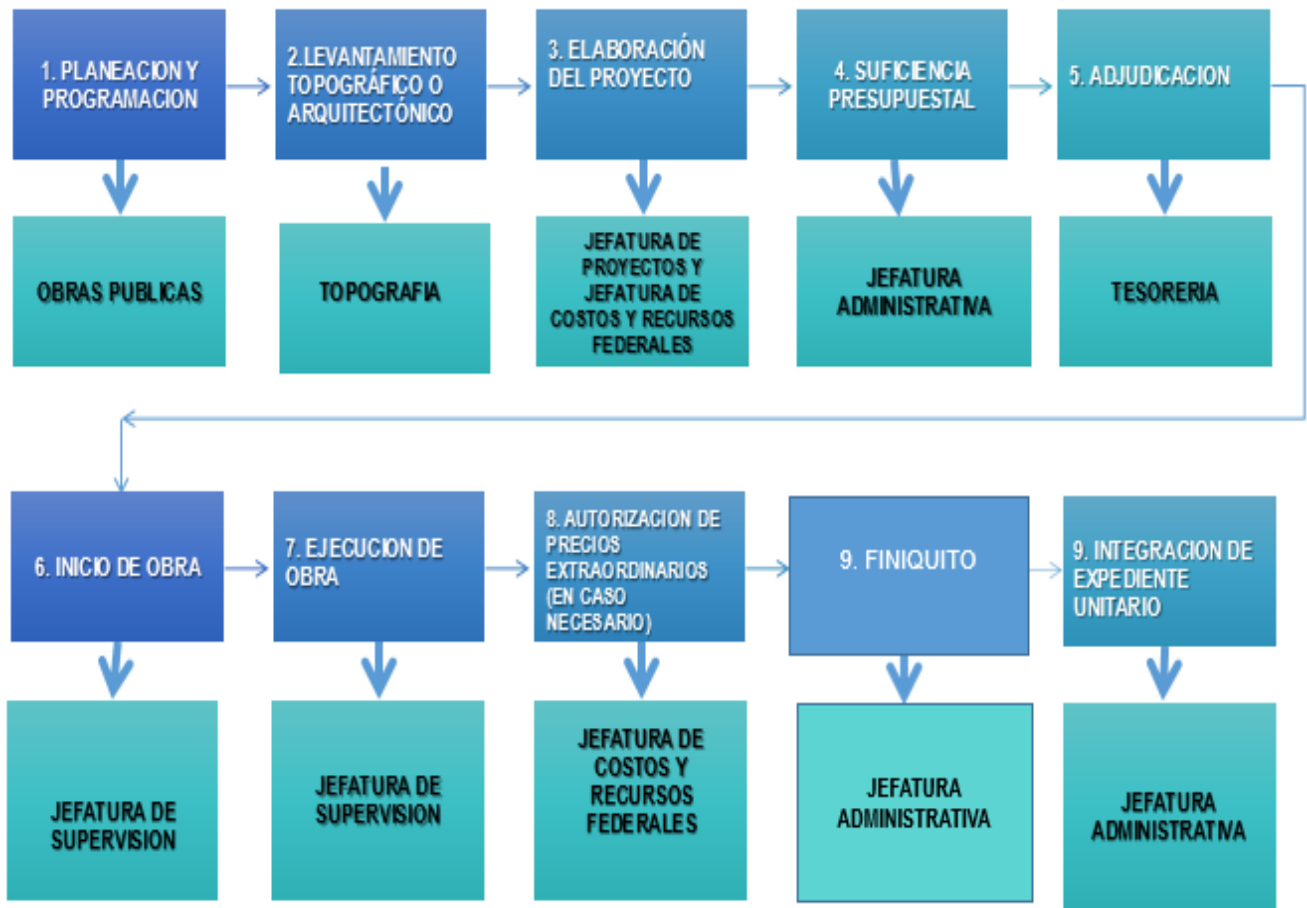 1. PLANEACION Y
PROGRAMACION
2.LEVANTAMIENTO
TOPOGRÁFICO O
ARQUITECTÓNICO
3. ELABORACIÓN
DEL PROYECTO
4. SUFICIENCIA
PRESUPUESTAL
5. ADJUDICACION
OBRAS PUBLICAS
TOPOGRAFIA
JEFATURA DE
PROYECTOS Y
JEFATURA DE
COSTOS Y RECURSOS
FEDERALES
JEFATURA
ADMINISTRATIVA
TESORERIA
6. INICIO DE OBRA
7. EJECUCION DE
OBRA
8. AUTORIZACION DE
PRECIOS
EXTRAORDINARIOS
(EN CASO
NECESARIO)
9. FINIQUITO
9. INTEGRACION DE
EXPEDIENTE
UNITARIO
JEFATURA DE
SUPERVISION
JEFATURA DE
SUPERVISION
JEFATURA DE
COSTOS Y
RECURSOS
FEDERALES
JEFATURA
ADMINISTRATIVA
JEFATURA
ADMINISTRATIVA